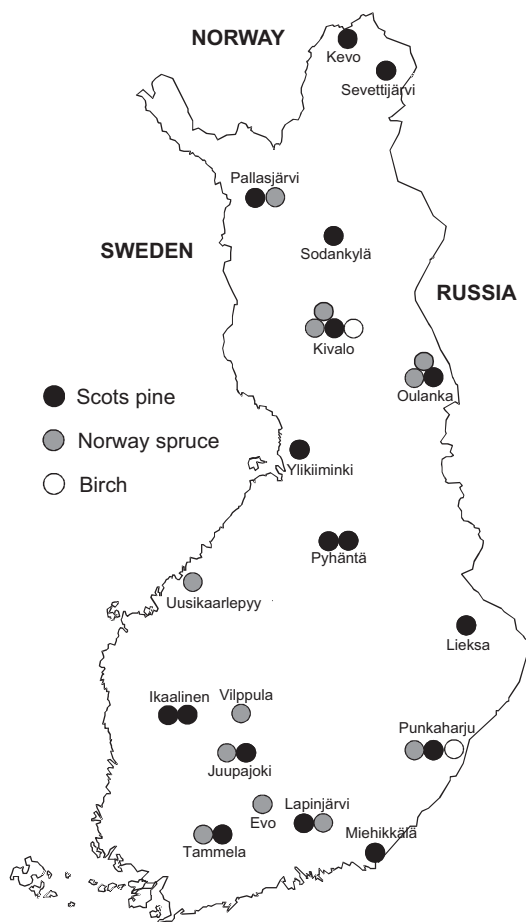 NORWAY
Kevo
Sevettijärvi
Pallasjärvi
Sodankylä
SWEDEN
RUSSIA
Kivalo
Oulanka
Scots pine
Norway spruce
Birch
Ylikiiminki
Pyhäntä
Uusikaarlepyy
Lieksa
Ikaalinen
Vilppula
Punkaharju
Juupajoki
Evo
Lapinjärvi
Tammela
Miehikkälä